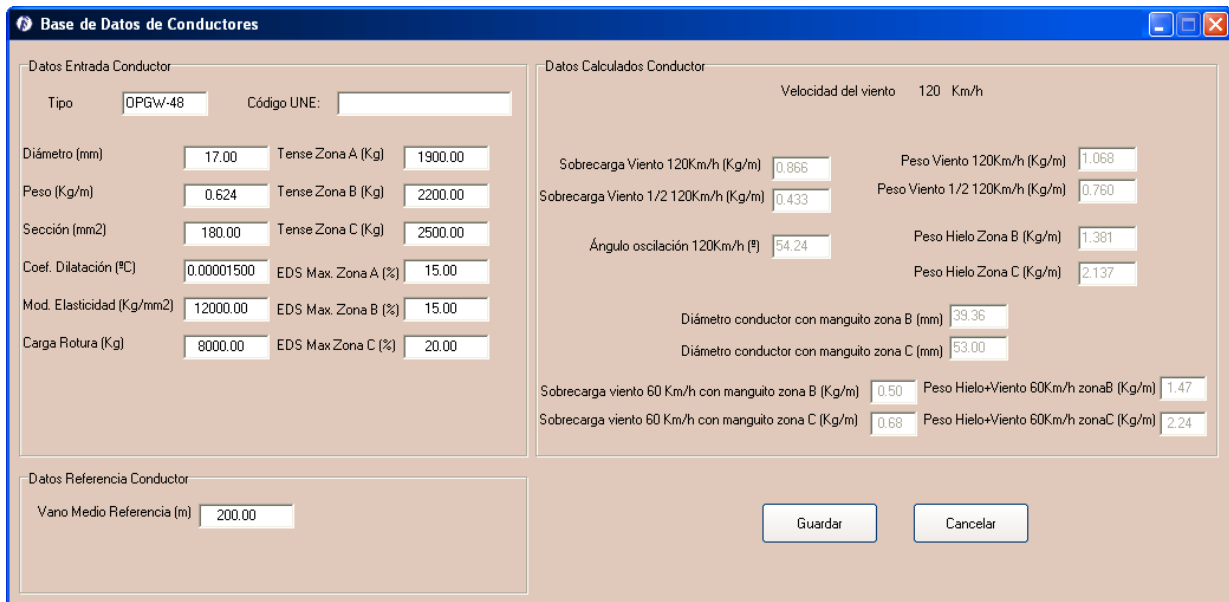 Base de Datos de Conductores
Datos Entrada Conductor
Tipo OPGW-48 Código UNE:
Diámetro (mm) 17.00 Tense Zona A (Kg) 1900.00
Peso (Kg/m) 0.624 Tense Zona B (Kg) 2200.00
Sección (mm2) 180.00 Tense Zona C (Kg) 2500.00
Coef. Dilatación (ºC) 0.00001500 EDS Max. Zona A (%) 15.00
Mod. Elasticidad (Kg/mm2) 12000.00 EDS Max. Zona B (%) 15.00
Carga Rotura (Kg) 8000.00 EDS Max Zona C (%) 20.00
Datos Calculados Conductor
Velocidad del viento 120 Km/h
Sobrecarga Viento 120Km/h (Kg/m) 0.866 Peso Viento 120Km/h (Kg/m) 1.068
Sobrecarga Viento 1/2 120Km/h (Kg/m) 0.433 Peso Viento 1/2 120Km/h (Kg/m) 0.760
Ángulo oscilación 120Km/h (º) 54.24 Peso Hielo Zona B (Kg/m) 1.381
Peso Hielo Zona C (Kg/m) 2.137
Diámetro conductor con manguito zona B (mm) 39.36
Diámetro conductor con manguito zona C (mm) 53.00
Sobrecarga viento 60 Km/h con manguito zona B (Kg/m) 0.50 Peso Hielo+Viento 60Km/h zonaB (Kg/m) 1.47
Sobrecarga viento 60 Km/h con manguito zona C (Kg/m) 0.68 Peso Hielo+Viento 60Km/h zonaC (Kg/m) 2.24
Datos Referencia Conductor
Vano Medio Referencia (m) 200.00
Guardar Cancelar